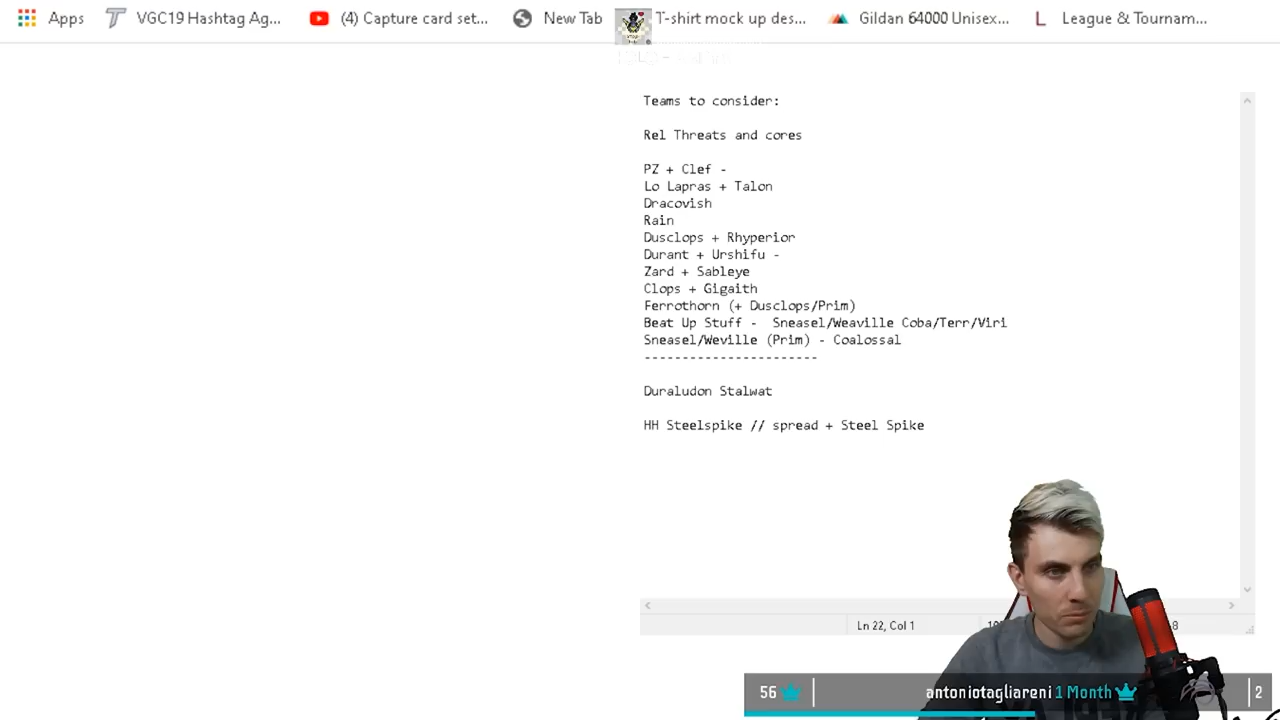 Apps VGC19 Hashtag Ag... (4) Capture card set... New Tab T-shirt mock up des... Gildan 64000 Unisex... League & Tournam...
Teams to consider:
Rel Threats and cores
PZ + Clef -
Lo Lapras + Talon
Dracovish
Rain
Dusclops + Rhyperior
Durant + Urshifu -
Zard + Sableye
Clops + Gigaith
Ferrothorn (+ Dusclops/Prim)
Beat Up Stuff -  Sneasel/Weaville Coba/Terr/Viri
Sneasel/Weville (Prim) - Coalossal
-----------------------
Duraludon Stalwat
HH Steelspike // spread + Steel Spike
Ln 22, Col 1
56 antoniotagliareni 1 Month 2